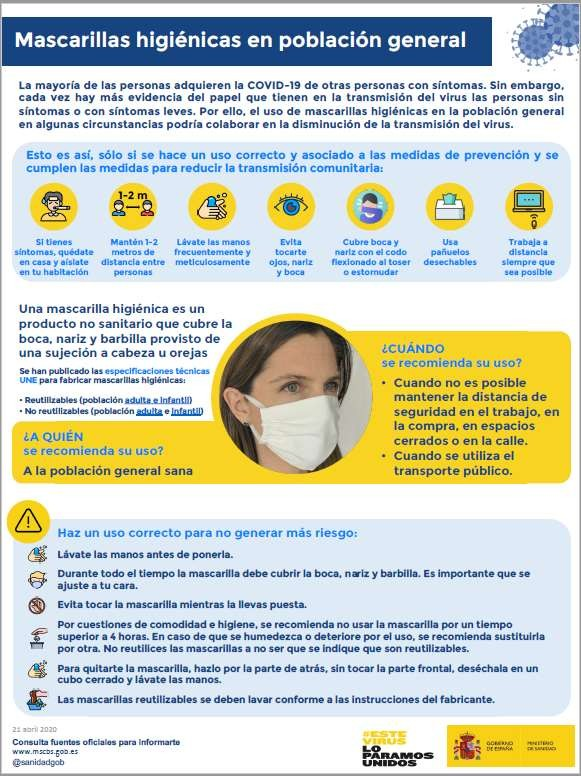 Mascarillas higiénicas en población general
La mayoría de las personas adquieren la COVID-19 de otras personas con síntomas. Sin embargo,
cada vez hay más evidencia del papel que tienen en la transmisión del virus las personas sin
síntomas o con síntomas leves. Por ello, el uso de mascarillas higiénicas en la población general
en algunas circunstancias podría colaborar en la disminución de la transmisión del virus.
Esto es así, sólo si se hace un uso correcto y asociado a las medidas de prevención y se
cumplen las medidas para reducir la transmisión comunitaria:
1-2 m
Si tienes
síntomas, quédate
en casa y aíslate
en tu habitación
Mantén 1-2
metros de
distancia entre
personas
Lávate las manos
frecuentemente y
meticulosamente
Evita
tocarte
ojos, nariz
y boca
Cubre boca y
nariz con el codo
flexionado al toser
o estornudar
Usa
pañuelos
desechables
Trabaja a
distancia
siempre que
sea posible
Una mascarilla higiénica es un
producto no sanitario que cubre la
boca, nariz y barbilla provisto de
una sujeción a cabeza u orejas
Se han publicado las especificaciones técnicas
UNE para fabricar mascarillas higiénicas:
• Reutilizables (población adulta e infantil)
• No reutilizables (población adulta e infantil)
¿A QUIÉN
se recomienda su uso?
A la población general sana
¿CUÁNDO
se recomienda su uso?
• Cuando no es posible
mantener la distancia de
seguridad en el trabajo, en
la compra, en espacios
cerrados o en la calle.
• Cuando se utiliza el
transporte público.
Haz un uso correcto para no generar más riesgo:
Lávate las manos antes de ponerla.
Durante todo el tiempo la mascarilla debe cubrir la boca, nariz y barbilla. Es importante que se
ajuste a tu cara.
Evita tocar la mascarilla mientras la llevas puesta.
Por cuestiones de comodidad e higiene, se recomienda no usar la mascarilla por un tiempo
superior a 4 horas. En caso de que se humedezca o deteriore por el uso, se recomienda sustituirla
por otra. No reutilices las mascarillas a no ser que se indique que son reutilizables.
Para quitarte la mascarilla, hazlo por la parte de atrás, sin tocar la parte frontal, deséchala en un
cubo cerrado y lávate las manos.
Las mascarillas reutilizables se deben lavar conforme a las instrucciones del fabricante.
21 abril 2020
Consulta fuentes oficiales para informarte
www.mscbs.gob.es
@sanidadgob
#ESTE
VIRUS
LO
PARAMOS
UNIDOS
GOBIERNO
DE ESPAÑA
MINISTERIO
DE SANIDAD